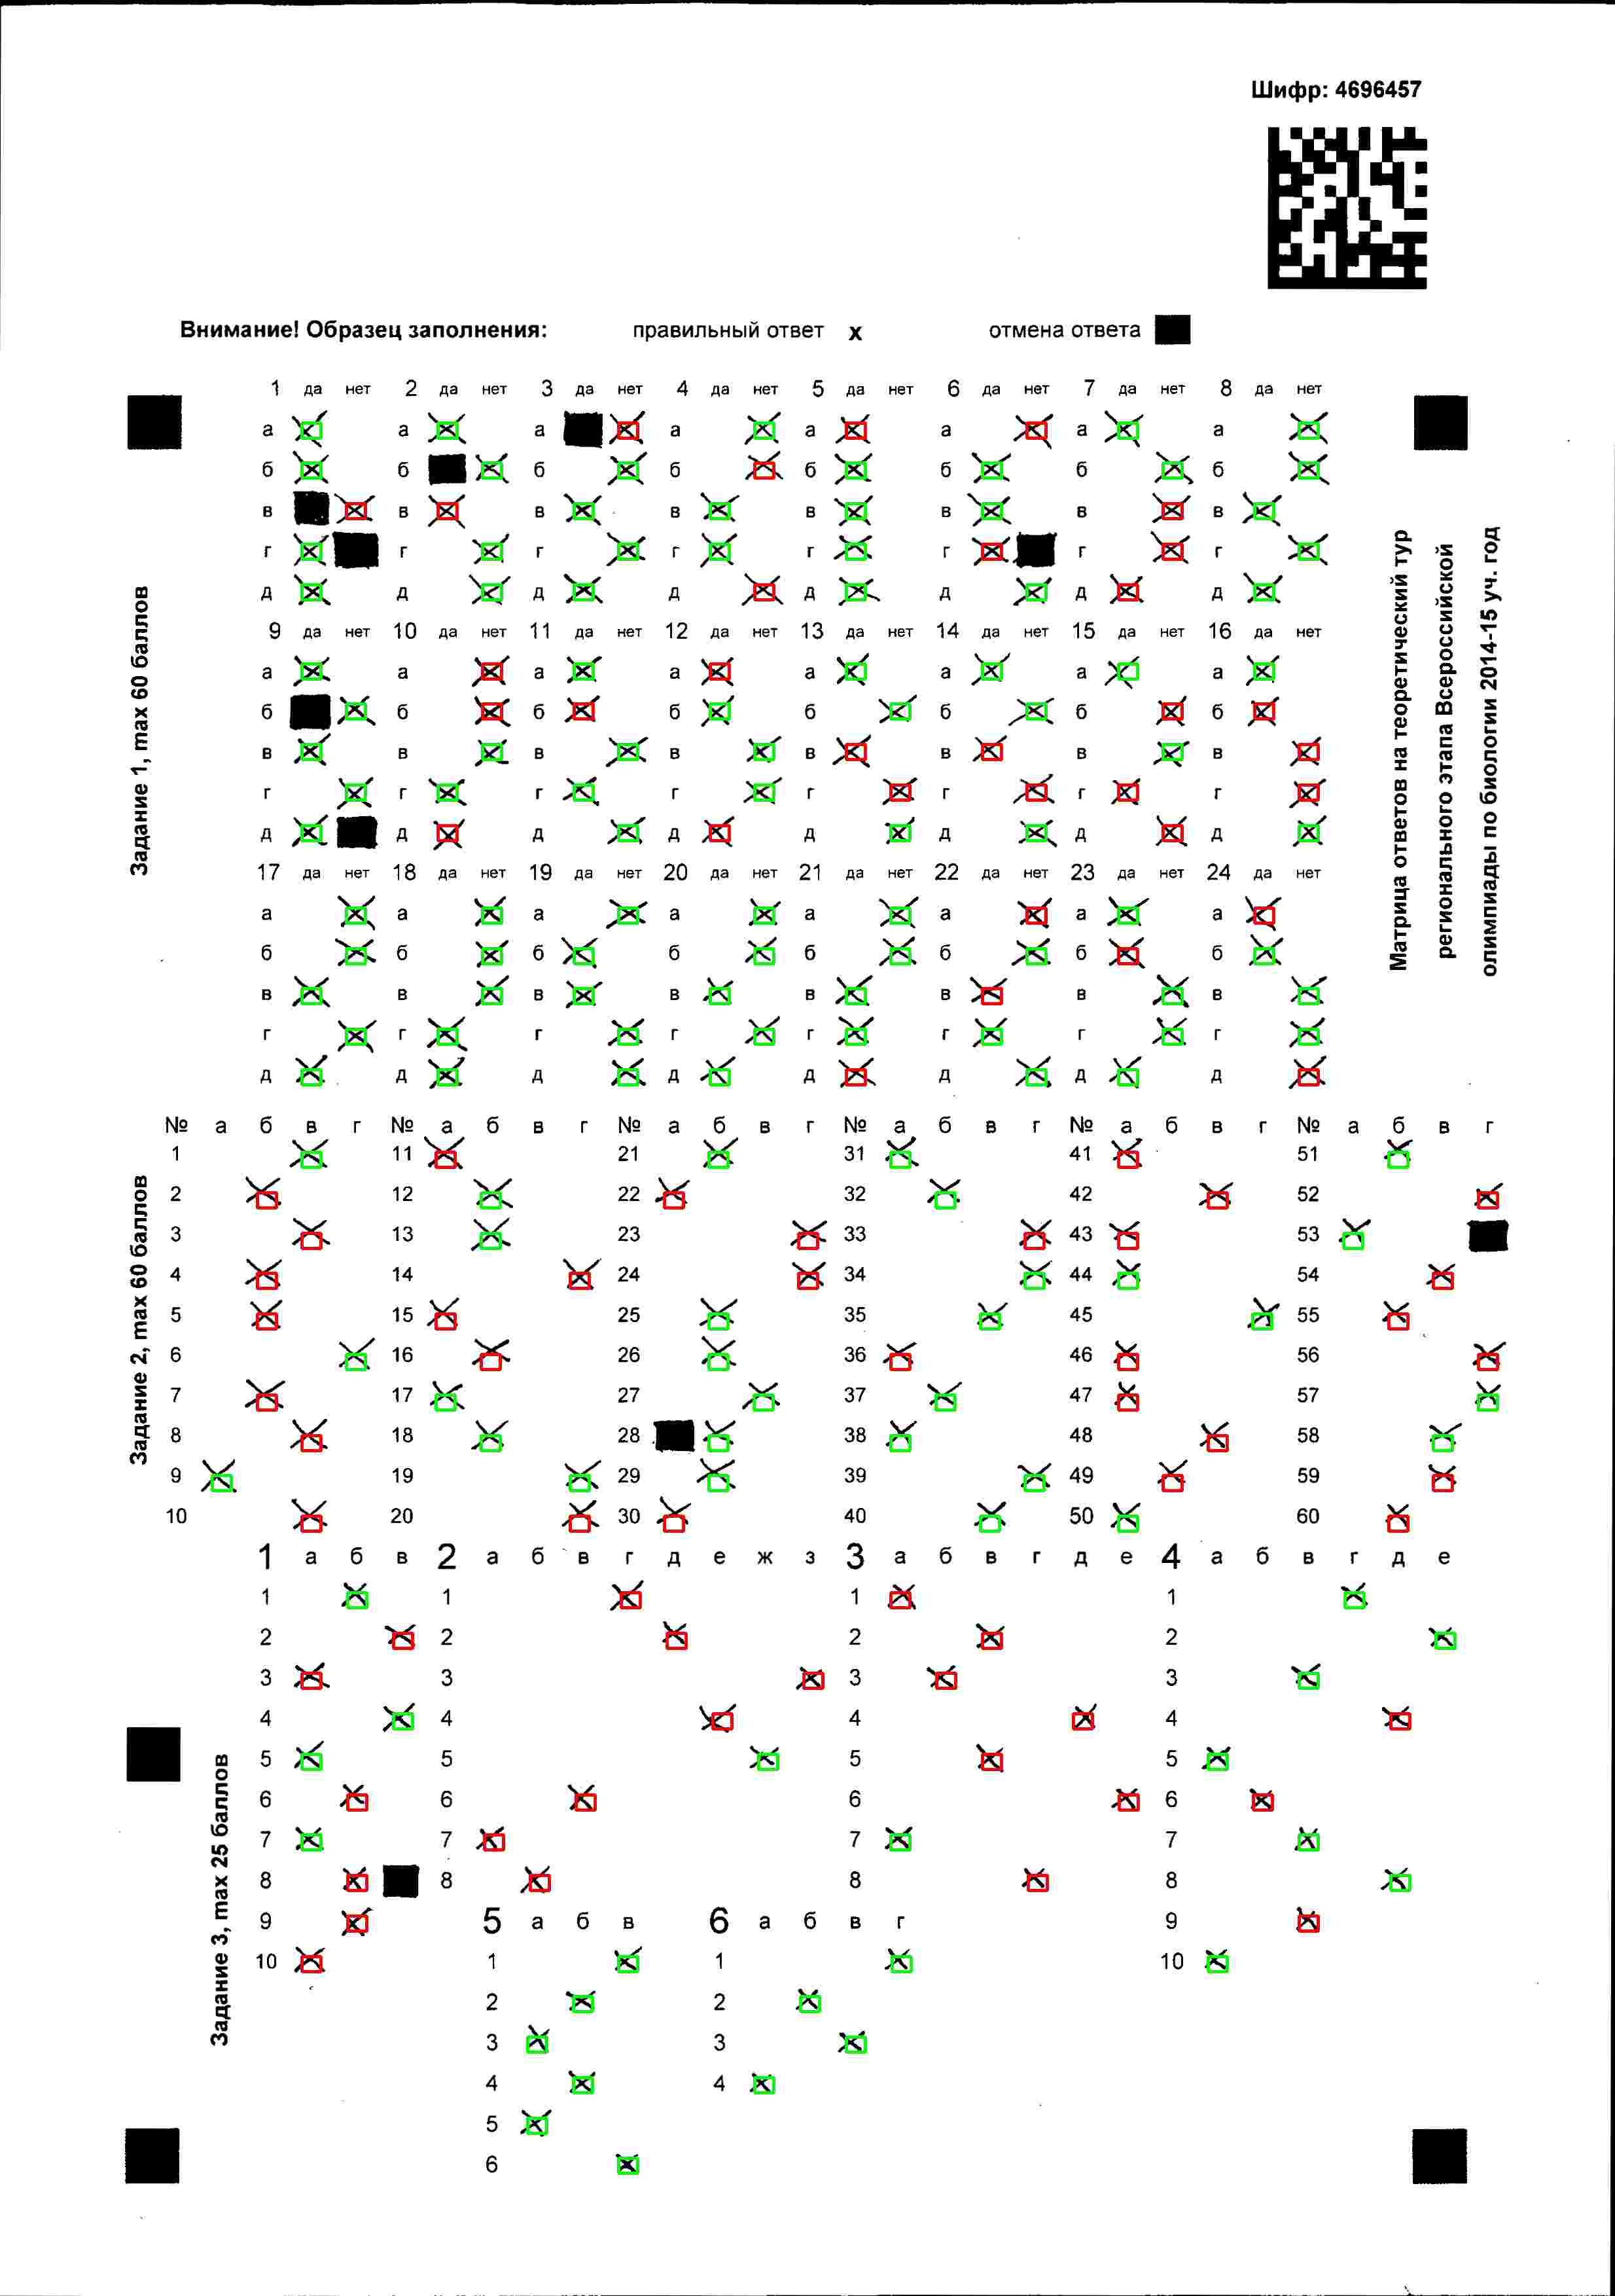 Шифр: 4696457
Внимание! Образец заполнения: правильный ответ x отмена ответа
Задание 1, max 60 баллов
1 да нет 2 да нет 3 да нет 4 да нет 5 да нет 6 да нет 7 да нет 8 да нет
а а а а а а а а
б б б б б б б б
в в в в в в в в
г г г г г г г г
д д д д д д д д
9 да нет 10 да нет 11 да нет 12 да нет 13 да нет 14 да нет 15 да нет 16 да нет
а а а а а а а а
б б б б б б б б
в в в в в в в в
г г г г г г г г
д д д д д д д д
17 да нет 18 да нет 19 да нет 20 да нет 21 да нет 22 да нет 23 да нет 24 да нет
а а а а а а а а
б б б б б б б б
в в в в в в в в
г г г г г г г г
д д д д д д д д
Матрица ответов на теоретический тур
регионального этапа Всероссийской
олимпиады по биологии 2014-15 уч. год
Задание 2, max 60 баллов
№ а б в г № а б в г № а б в г № а б в г № а б в г № а б в г
1 11 21 31 41 51
2 12 22 32 42 52
3 13 23 33 43 53
4 14 24 34 44 54
5 15 25 35 45 55
6 16 26 36 46 56
7 17 27 37 47 57
8 18 28 38 48 58
9 19 29 39 49 59
10 20 30 40 50 60
Задание 3, max 25 баллов
1 а б в 2 а б в г д е ж з 3 а б в г д е 4 а б в г д е
1 1 1 1
2 2 2 2
3 3 3 3
4 4 4 4
5 5 5 5
6 6 6 6
7 7 7 7
8 8 8 8
9 5 а б в 6 а б в г 9
10 1 1 10
2 2
3 3
4 4
5
6